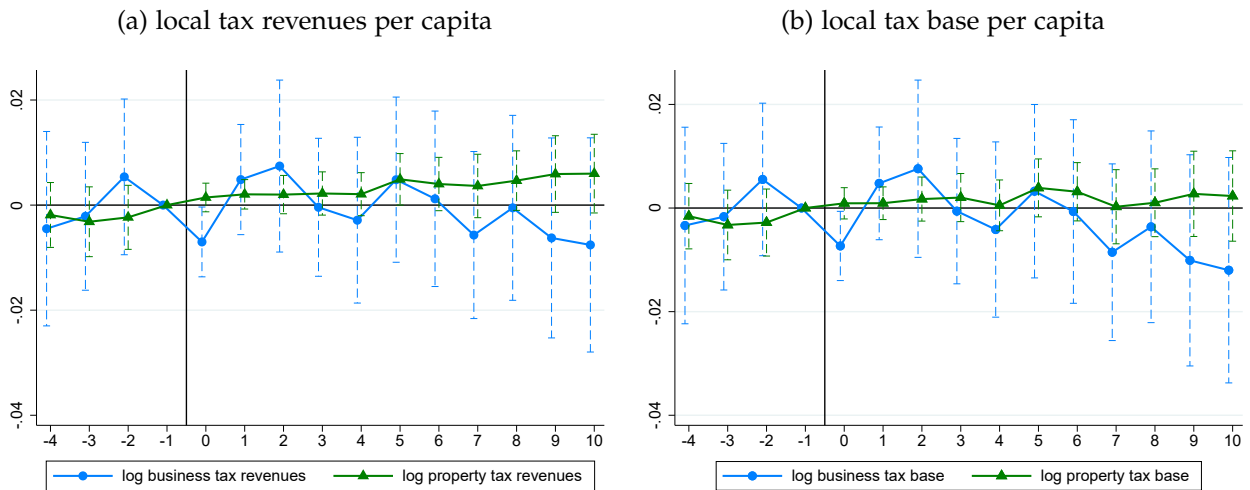 (a) local tax revenues per capita
.02
0
-.02
-.04
-4 -3 -2 -1 0 1 2 3 4 5 6 7 8 9 10
log business tax revenues log property tax revenues
(b) local tax base per capita
.02
0
-.02
-.04
-4 -3 -2 -1 0 1 2 3 4 5 6 7 8 9 10
log business tax base log property tax base